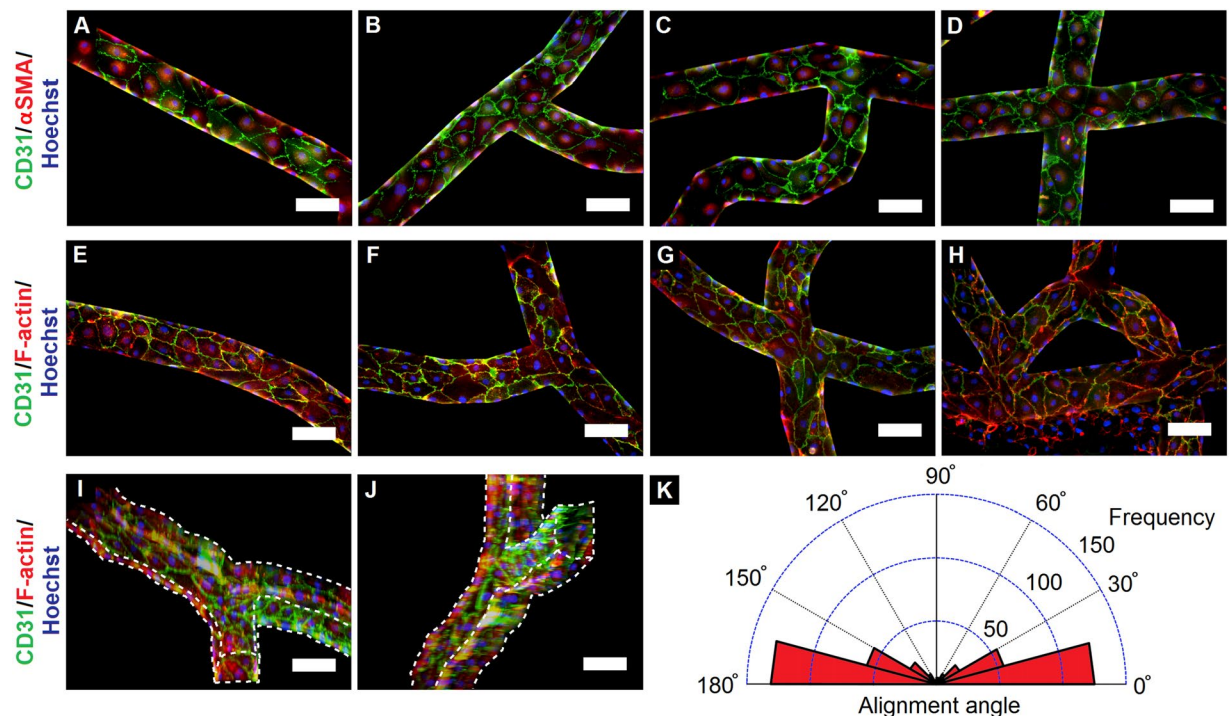 A
B
C
D
CD31/αSMA/
Hoechst
E
F
G
H
CD31/F-actin/
Hoechst
I
J
K
CD31/F-actin/
Hoechst
90°
120°
60°
Frequency
150°
150
30°
100
50
180°
0°
Alignment angle